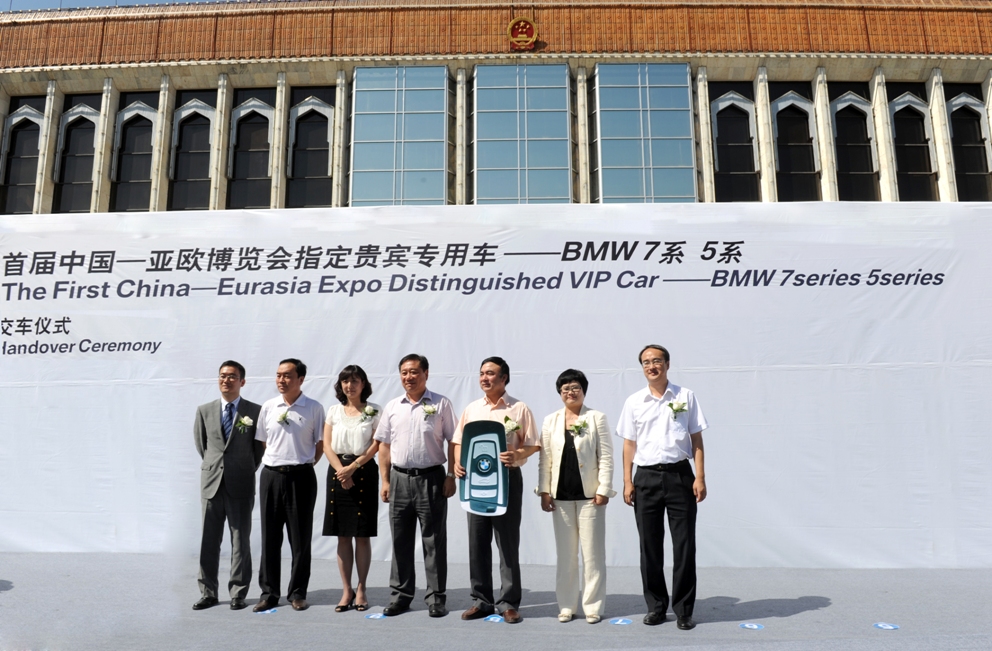 首届中国—亚欧博览会指定贵宾专用车 ——BMW 7系 5系
The First China—Eurasia Expo Distinguished VIP Car ——BMW 7series 5series
交车仪式
Handover Ceremony